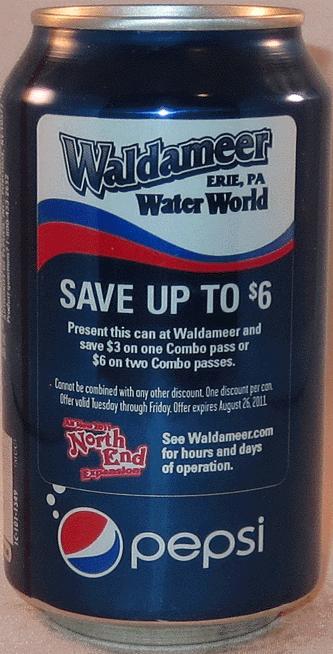 Waldameer
ERIE, PA
Water World
SAVE UP TO $6
Present this can at Waldameer and
save $3 on one Combo pass or
$6 on two Combo passes.
Cannot be combined with any other discount. One discount per can.
Offer valid Tuesday through Friday. Offer expires August 26, 2011
All New 2011
North
End
Expansion
See Waldameer.com
for hours and days
of operation.
pepsi